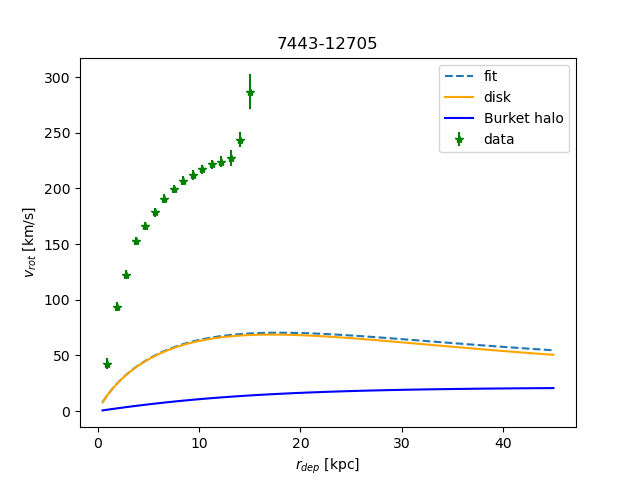 7443-12705
fit
disk
Burket halo
data
300
250
200
150
100
50
0
v_rot [km/s]
0 10 20 30 40
r_dep [kpc]